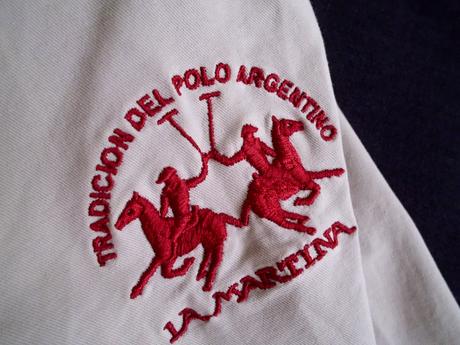 TRADICION DEL POLO ARGENTINO
LA MARTINA